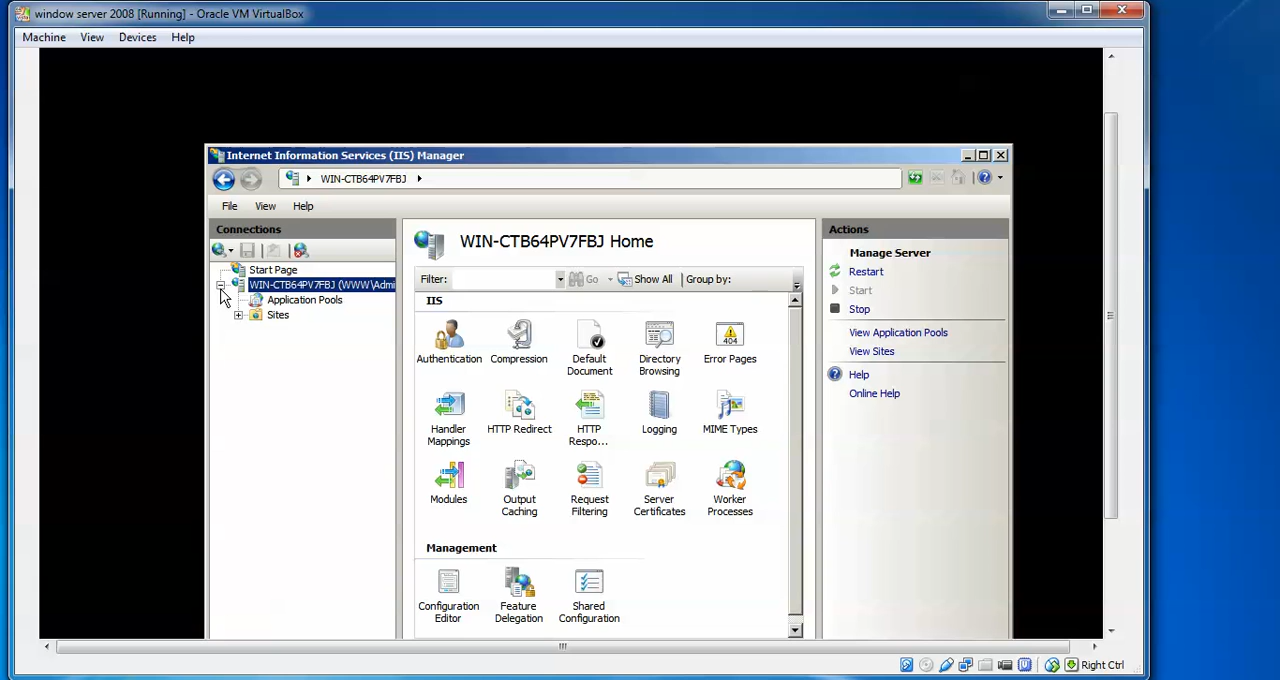 window server 2008 [Running] - Oracle VM VirtualBox
Machine View Devices Help
Internet Information Services (IIS) Manager
WIN-CTB64PV7FBJ
File View Help
Connections
Start Page
WIN-CTB64PV7FBJ (WWW\Admi
Application Pools
Sites
WIN-CTB64PV7FBJ Home
Filter: Go Show All Group by:
IIS
Authentication Compression Default Document Directory Browsing Error Pages
404
Handler Mappings HTTP Redirect HTTP Respo... Logging MIME Types
Modules Output Caching Request Filtering Server Certificates Worker Processes
Management
Configuration Editor Feature Delegation Shared Configuration
Actions
Manage Server
Restart
Start
Stop
View Application Pools
View Sites
Help
Online Help
Right Ctrl